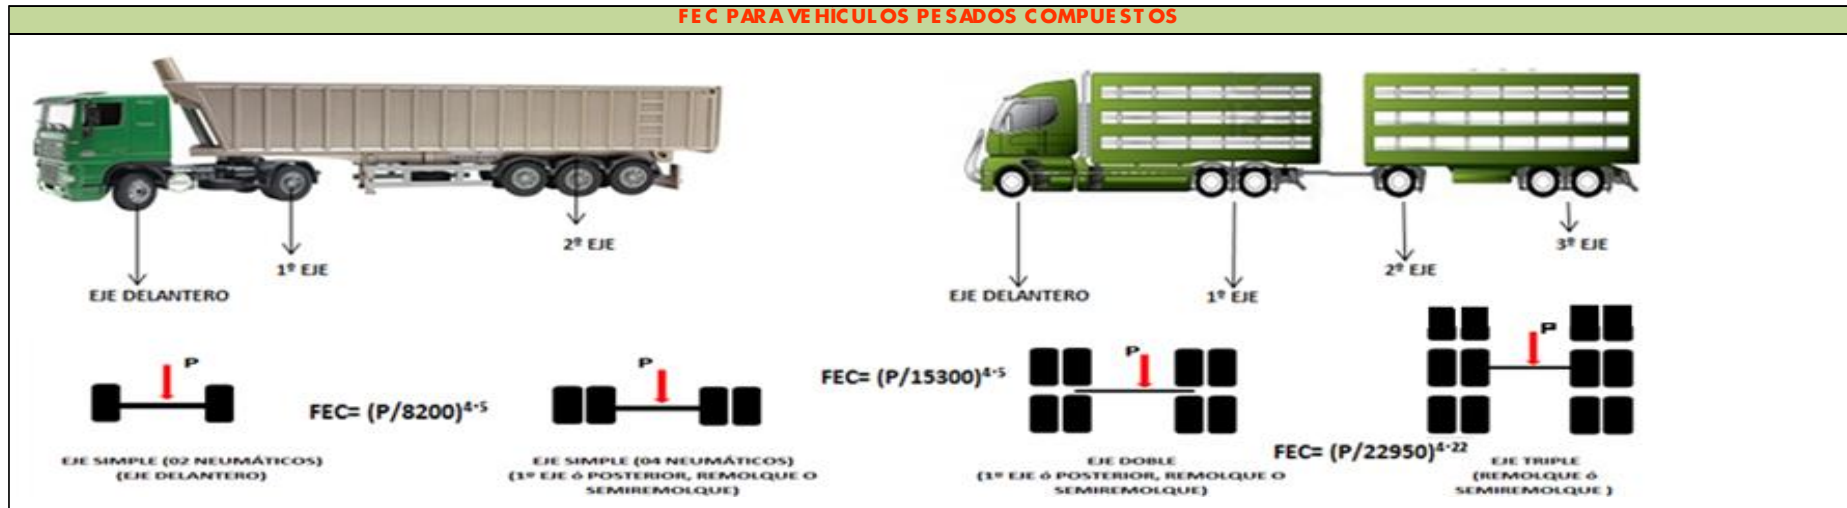 FEC PARA VEHICULOS PESADOS COMPUESTOS
2º EJE
1º EJE
EJE DELANTERO
3º EJE
2º EJE
EJE DELANTERO
1º EJE
P
FEC= (P/8200)⁴·⁵
EJE SIMPLE (02 NEUMÁTICOS)
(EJE DELANTERO)
P
EJE SIMPLE (04 NEUMÁTICOS)
(1º EJE ó POSTERIOR, REMOLQUE O
SEMIREMOLQUE)
FEC= (P/15300)⁴·⁵
P
EJE DOBLE
(1º EJE ó POSTERIOR, REMOLQUE O
SEMIREMOLQUE)
FEC= (P/22950)⁴·²²
P
EJE TRIPLE
(REMOLQUE ó
SEMIREMOLQUE )